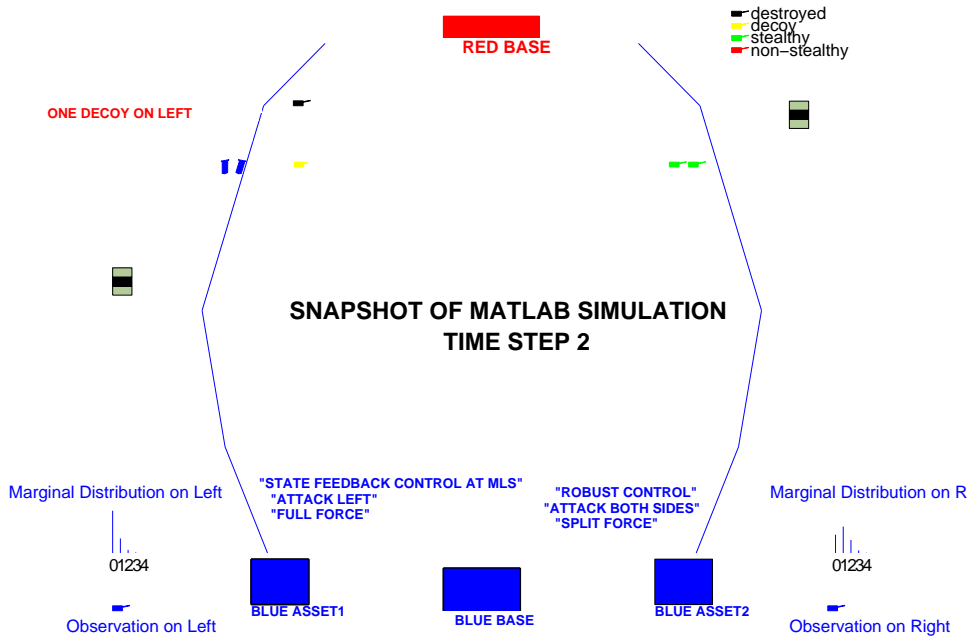 destroyed
decoy
stealthy
non−stealthy
RED BASE
ONE DECOY ON LEFT
SNAPSHOT OF MATLAB SIMULATION
TIME STEP 2
Marginal Distribution on Left
"STATE FEEDBACK CONTROL AT MLS"
"ATTACK LEFT"
"FULL FORCE"
"ROBUST CONTROL"
"ATTACK BOTH SIDES"
"SPLIT FORCE"
Marginal Distribution on R
01234
01234
BLUE ASSET1
BLUE BASE
BLUE ASSET2
Observation on Left
Observation on Right